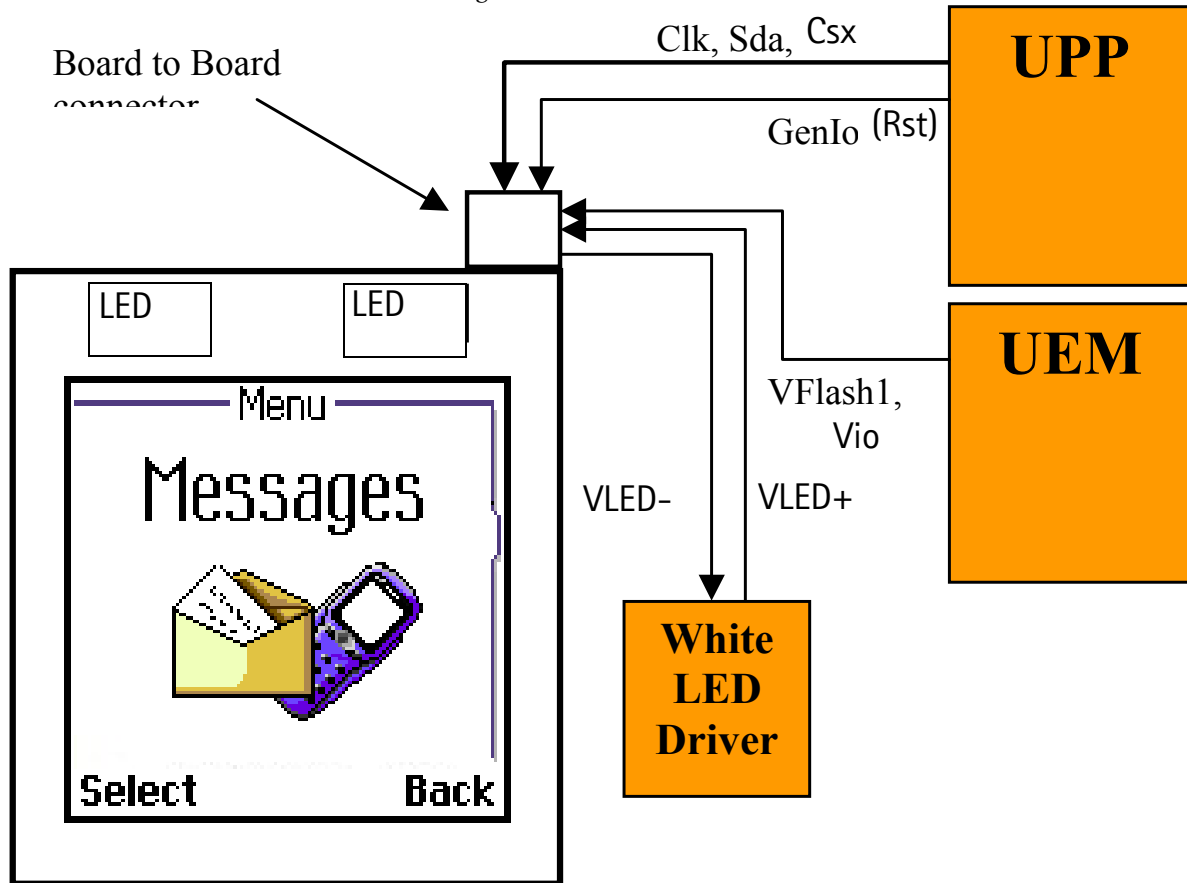 Clk, Sda, Csx
UPP
Board to Board
connector
GenIo (Rst)
LED
LED
UEM
Menu
VFlash1,
Vio
Messages
VLED-
VLED+
White
LED
Driver
Select
Back